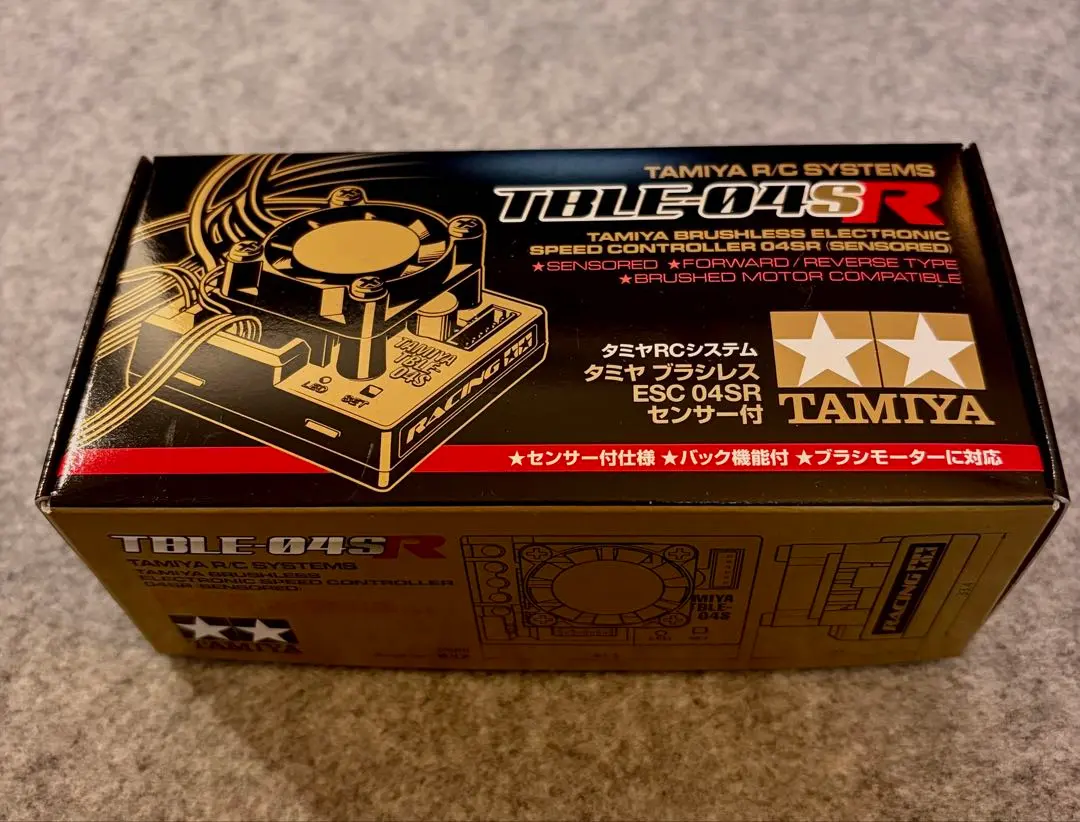 TAMIYA R/C SYSTEMS
TBLE-04SR
TAMIYA BRUSHLESS ELECTRONIC
SPEED CONTROLLER 04SR (SENSORED)
★SENSORED ★FORWARD/REVERSE TYPE
★BRUSHED MOTOR COMPATIBLE
タミヤRCシステム
タミヤ ブラシレス
ESC 04SR
センサー付
TAMIYA
TAMIYA
TBLE-
04S
LED
SET
RACING
★センサー付仕様 ★バック機能付 ★ブラシモーターに対応
TBLE-04SR
TAMIYA R/C SYSTEMS
TAMIYA BRUSHLESS
ELECTRONIC SPEED CONTROLLER
04SR (SENSORED)
TAMIYA
MIYA
TBLE-
04S
RACING